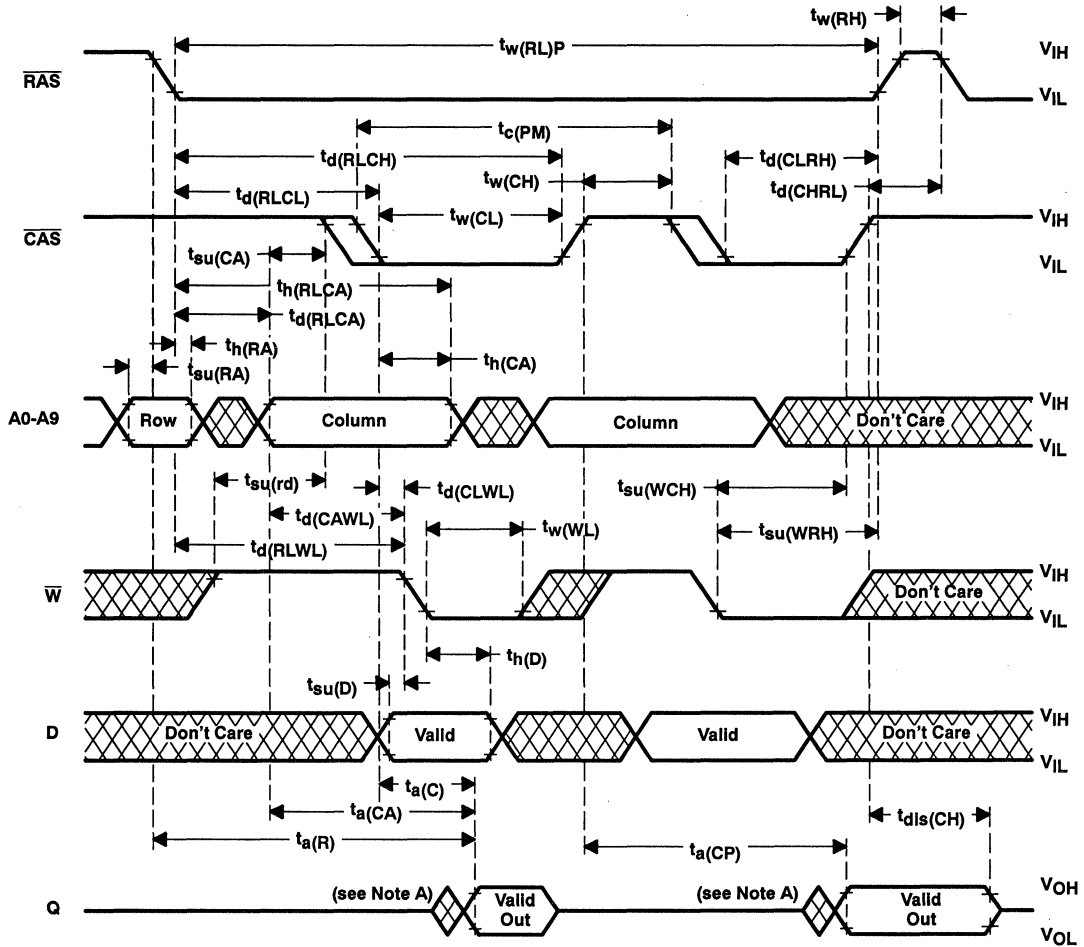 tw(RH)
tw(RL)P
VIH
RAS
VIL
tc(PM)
td(RLCH)
td(CLRH)
tw(CH)
td(CHRL)
td(RLCL)
tw(CL)
VIH
CAS
tsu(CA)
VIL
th(RLCA)
td(RLCA)
th(RA)
th(CA)
tsu(RA)
VIH
A0-A9
Row
Column
Column
Don't Care
VIL
tsu(rd)
td(CLWL)
tsu(WCH)
td(CAWL)
tw(WL)
tsu(WRH)
td(RLWL)
VIH
W
Don't Care
VIL
th(D)
tsu(D)
VIH
D
Don't Care
Valid
Valid
Don't Care
VIL
ta(C)
ta(CA)
tdis(CH)
ta(R)
ta(CP)
(see Note A)
(see Note A)
VOH
Q
Valid
Out
Valid
Out
VOL